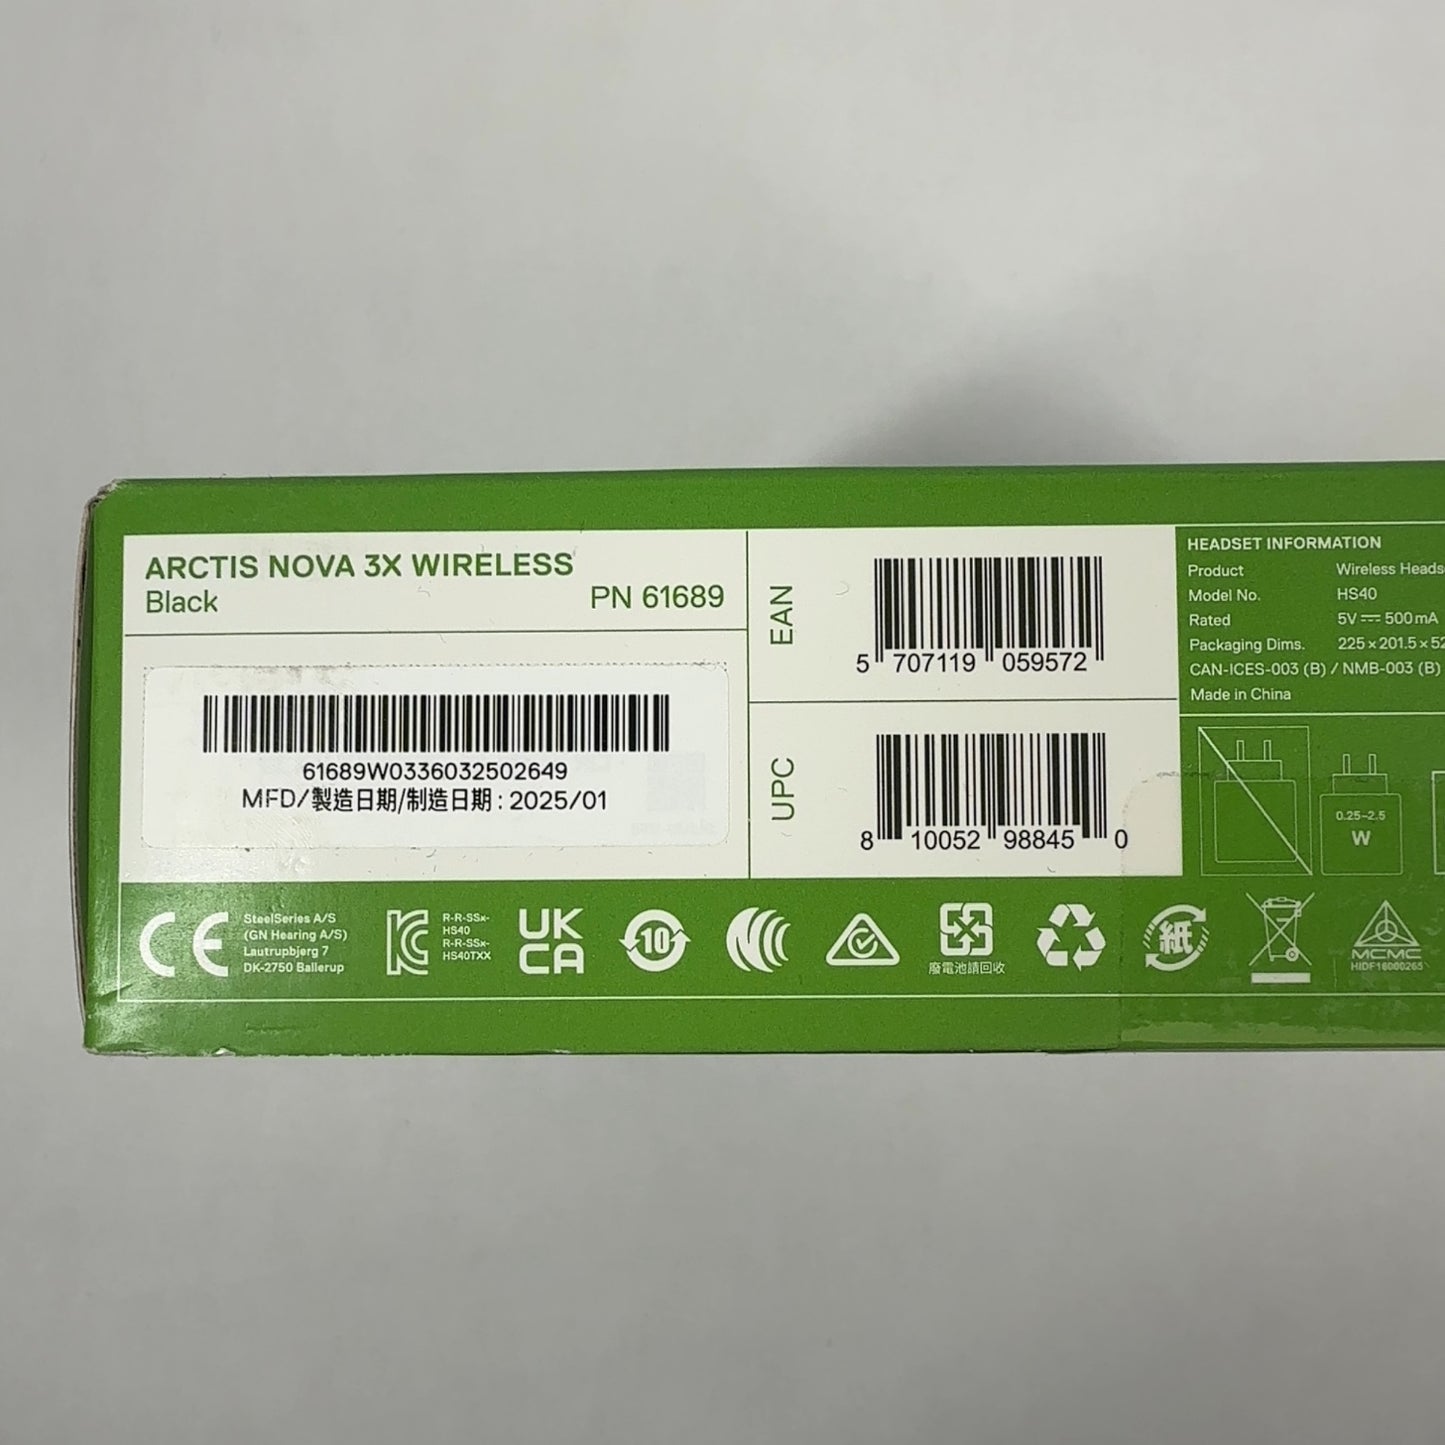 ARCTIS NOVA 3X WIRELESS
Black
PN 61689
61689W0336032502649
MFD/製造日期/制造日期 : 2025/01
EAN
5 707119 059572
UPC
8 10052 98845 0
HEADSET INFORMATION
Product Wireless
Model No. HS40
Rated 5V 500mA
Packaging Dims. 225 × 201.5 × 52
CAN-ICES-003 (B) / NMB-003 (B)
Made in China
0.25–2.5
W
CE
SteelSeries A/S
(GN Hearing A/S)
Lautrupbjerg 7
DK-2750 Ballerup
R-R-SSx-
HS40
R-R-SSx-
HS40TXX
UK
CA
10
廢電池請回收
紙
MCMC
HIDF16000265